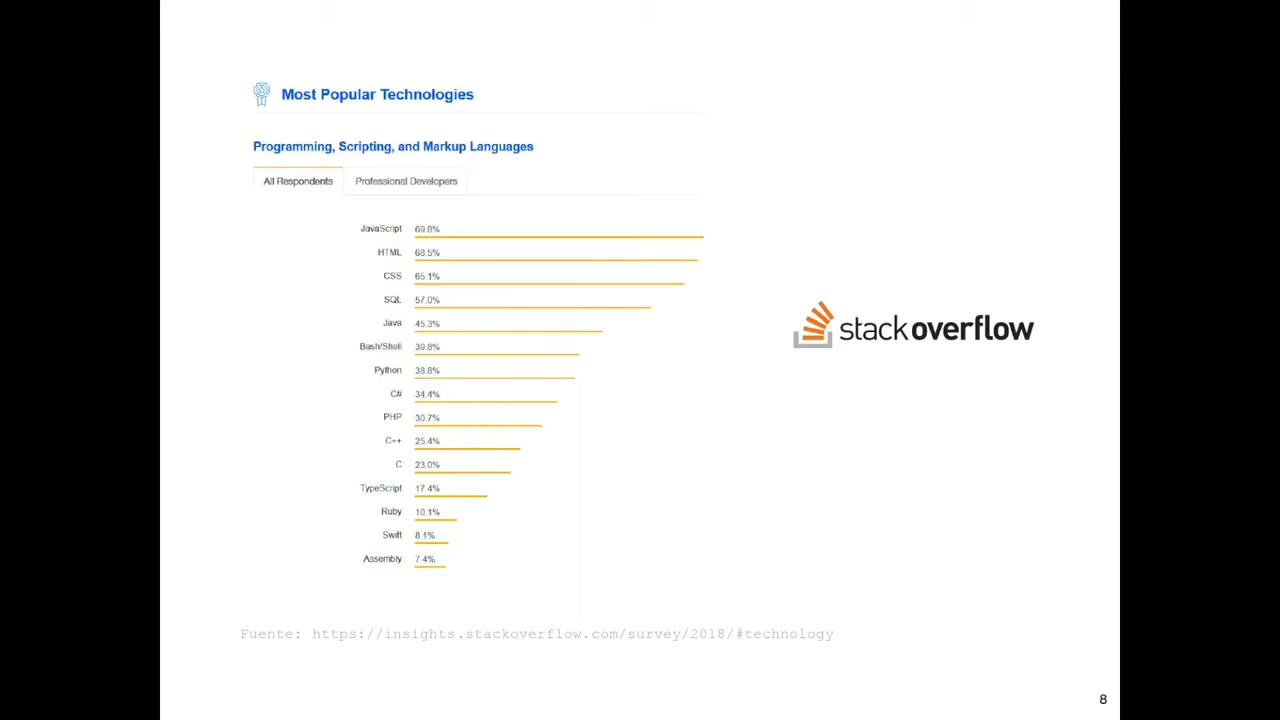 Most Popular Technologies
Programming, Scripting, and Markup Languages
All Respondents Professional Developers
JavaScript 69.8%
HTML 68.5%
CSS 65.1%
SQL 57.0%
Java 45.3%
Bash/Shell 39.8%
Python 38.8%
C# 34.4%
PHP 30.7%
C++ 25.4%
C 23.0%
TypeScript 17.4%
Ruby 10.1%
Swift 8.1%
Assembly 7.4%
stackoverflow
Fuente: https://insights.stackoverflow.com/survey/2018/#technology
8